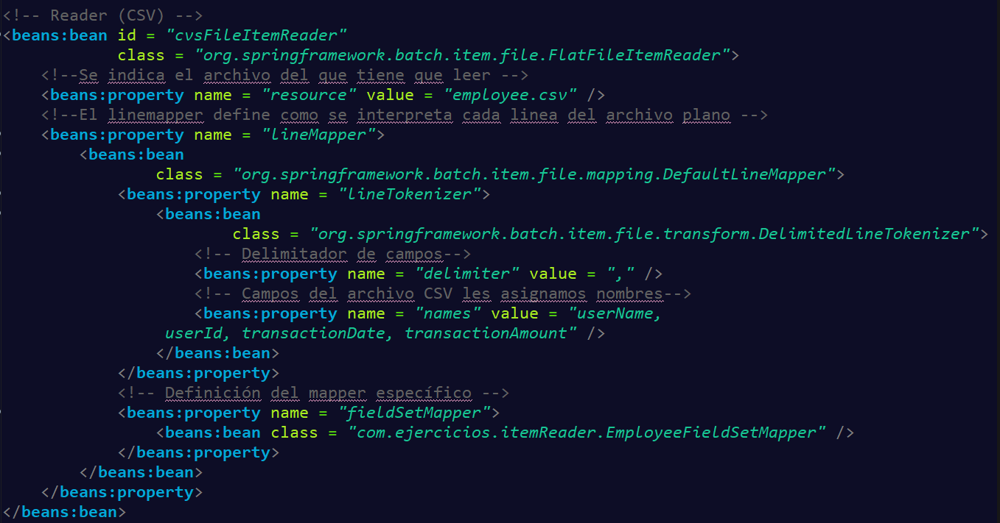 <!-- Reader (CSV) -->
<beans:bean id = "cvsFileItemReader"
class = "org.springframework.batch.item.file.FlatFileItemReader">
<!--Se indica el archivo del que tiene que leer -->
<beans:property name = "resource" value = "employee.csv" />
<!--El linemapper define como se interpreta cada linea del archivo plano -->
<beans:property name = "lineMapper">
<beans:bean
class = "org.springframework.batch.item.file.mapping.DefaultLineMapper">
<beans:property name = "lineTokenizer">
<beans:bean
class = "org.springframework.batch.item.file.transform.DelimitedLineTokenizer">
<!-- Delimitador de campos-->
<beans:property name = "delimiter" value = "," />
<!-- Campos del archivo CSV les asignamos nombres-->
<beans:property name = "names" value = "userName,
userId, transactionDate, transactionAmount" />
</beans:bean>
</beans:property>
<!-- Definición del mapper específico -->
<beans:property name = "fieldSetMapper">
<beans:bean class = "com.ejercicios.itemReader.EmployeeFieldSetMapper" />
</beans:property>
</beans:bean>
</beans:property>
</beans:bean>